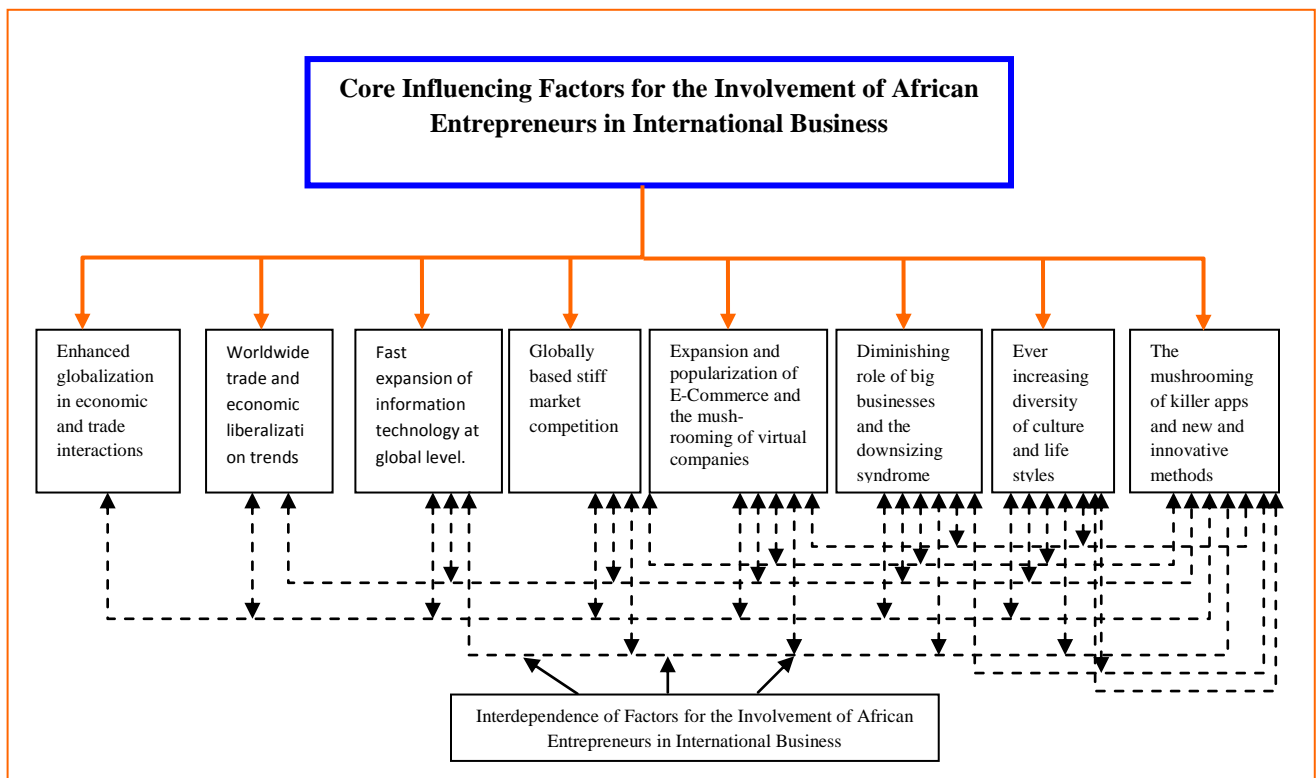 Core Influencing Factors for the Involvement of African
Entrepreneurs in International Business
Enhanced
globalization
in economic
and trade
interactions
Worldwide
trade and
economic
liberalizati
on trends
Fast
expansion of
information
technology at
global level.
Globally
based stiff
market
competition
Expansion and
popularization of
E-Commerce and
the mush-
rooming of virtual
companies
Diminishing
role of big
businesses
and the
downsizing
syndrome
Ever
increasing
diversity
of culture
and life
styles
The
mushrooming
of killer apps
and new and
innovative
methods
Interdependence of Factors for the Involvement of African
Entrepreneurs in International Business